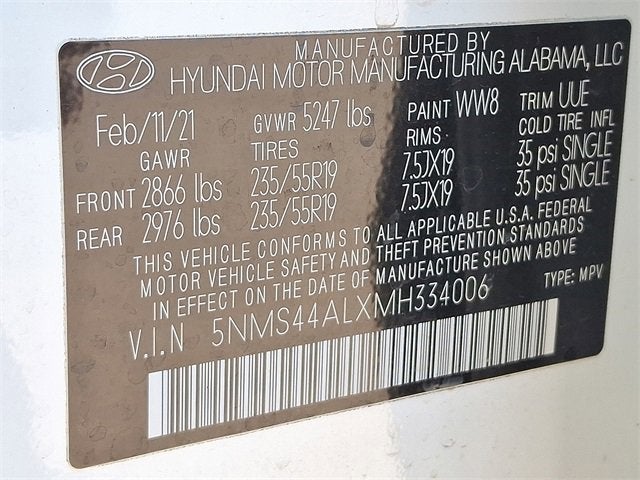 MANUFACTURED BY
HYUNDAI MOTOR MANUFACTURING ALABAMA, LLC
Feb/11/21 GVWR 5247 lbs PAINT WW8 TRIM UUE
GAWR TIRES RIMS COLD TIRE INFL
FRONT 2866 lbs 235/55R19 7.5JX19 35 psi SINGLE
REAR 2976 lbs 235/55R19 7.5JX19 35 psi SINGLE
THIS VEHICLE CONFORMS TO ALL APPLICABLE U.S.A. FEDERAL
MOTOR VEHICLE SAFETY AND THEFT PREVENTION STANDARDS
IN EFFECT ON THE DATE OF MANUFACTURE SHOWN ABOVE
V.I.N 5NMS44ALXMH334006 TYPE: MPV